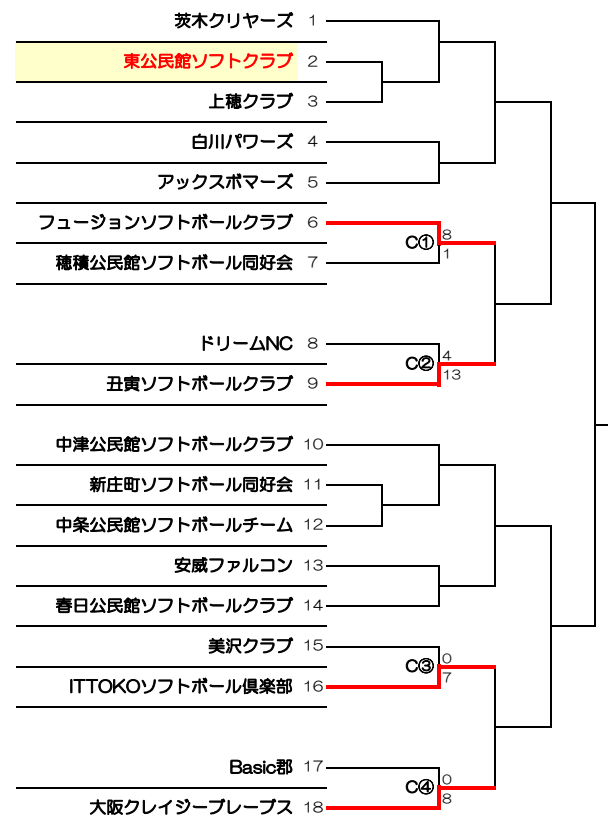 茨木クリヤーズ 1
東公民館ソフトクラブ 2
上穂クラブ 3
白川パワーズ 4
アックスボマーズ 5
フュージョンソフトボールクラブ 6
8
C①
1
穂積公民館ソフトボール同好会 7
ドリームNC 8
4
C②
13
丑寅ソフトボールクラブ 9
中津公民館ソフトボールクラブ 10
新庄町ソフトボール同好会 11
中条公民館ソフトボールチーム 12
安威ファルコン 13
春日公民館ソフトボールクラブ 14
美沢クラブ 15
0
C③
7
ITTOKOソフトボール倶楽部 16
Basic郡 17
0
C④
8
大阪クレイジーブレーブス 18